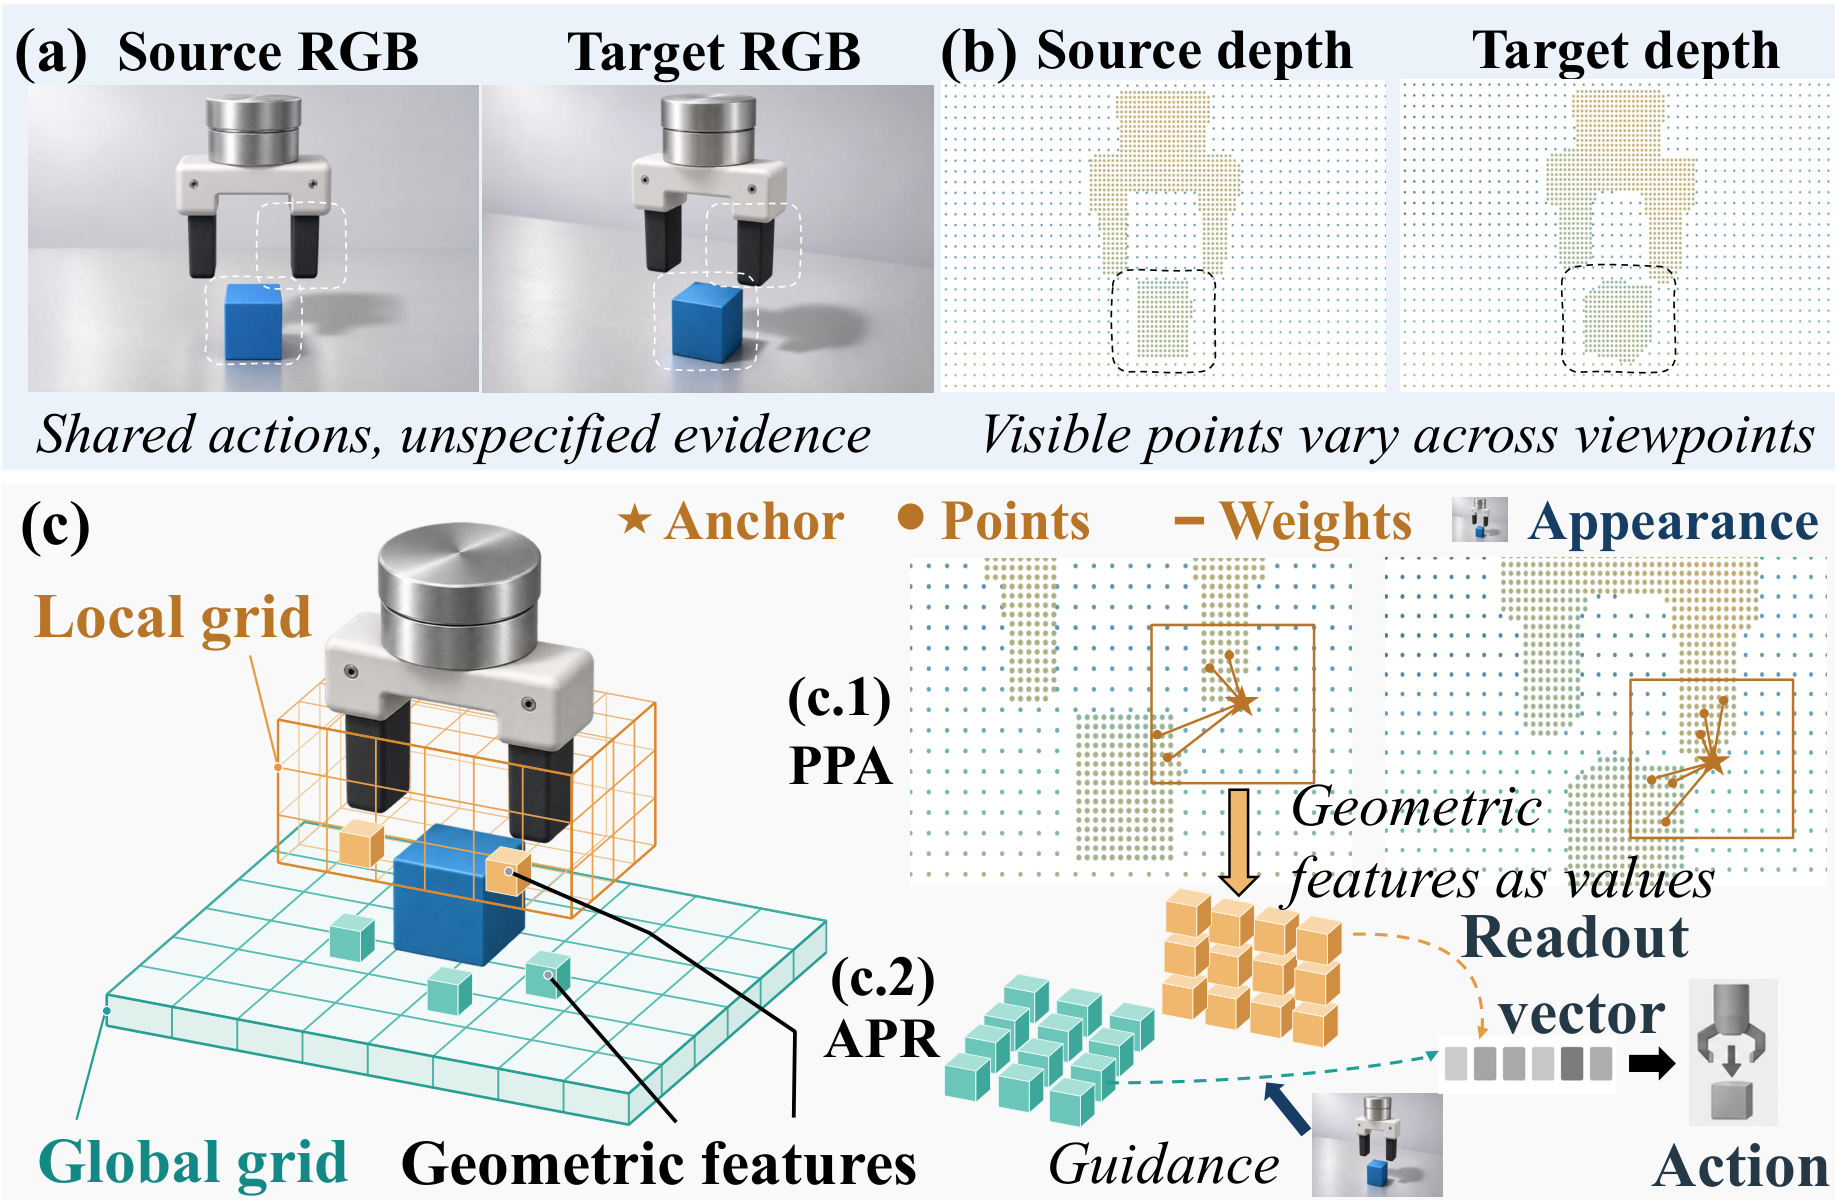 (a) Source RGB Target RGB
(b) Source depth Target depth
Shared actions, unspecified evidence
Visible points vary across viewpoints
(c)
Anchor Points Weights Appearance
Local grid
(c.1)
PPA
Geometric
features as values
Readout
vector
(c.2)
APR
Guidance
Action
Global grid
Geometric features